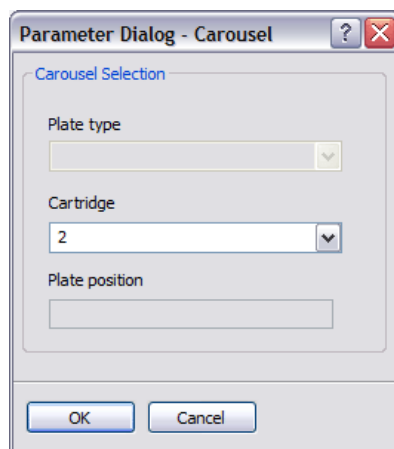 Parameter Dialog - Carousel
Carousel Selection
Plate type
Cartridge
2
Plate position
OK Cancel